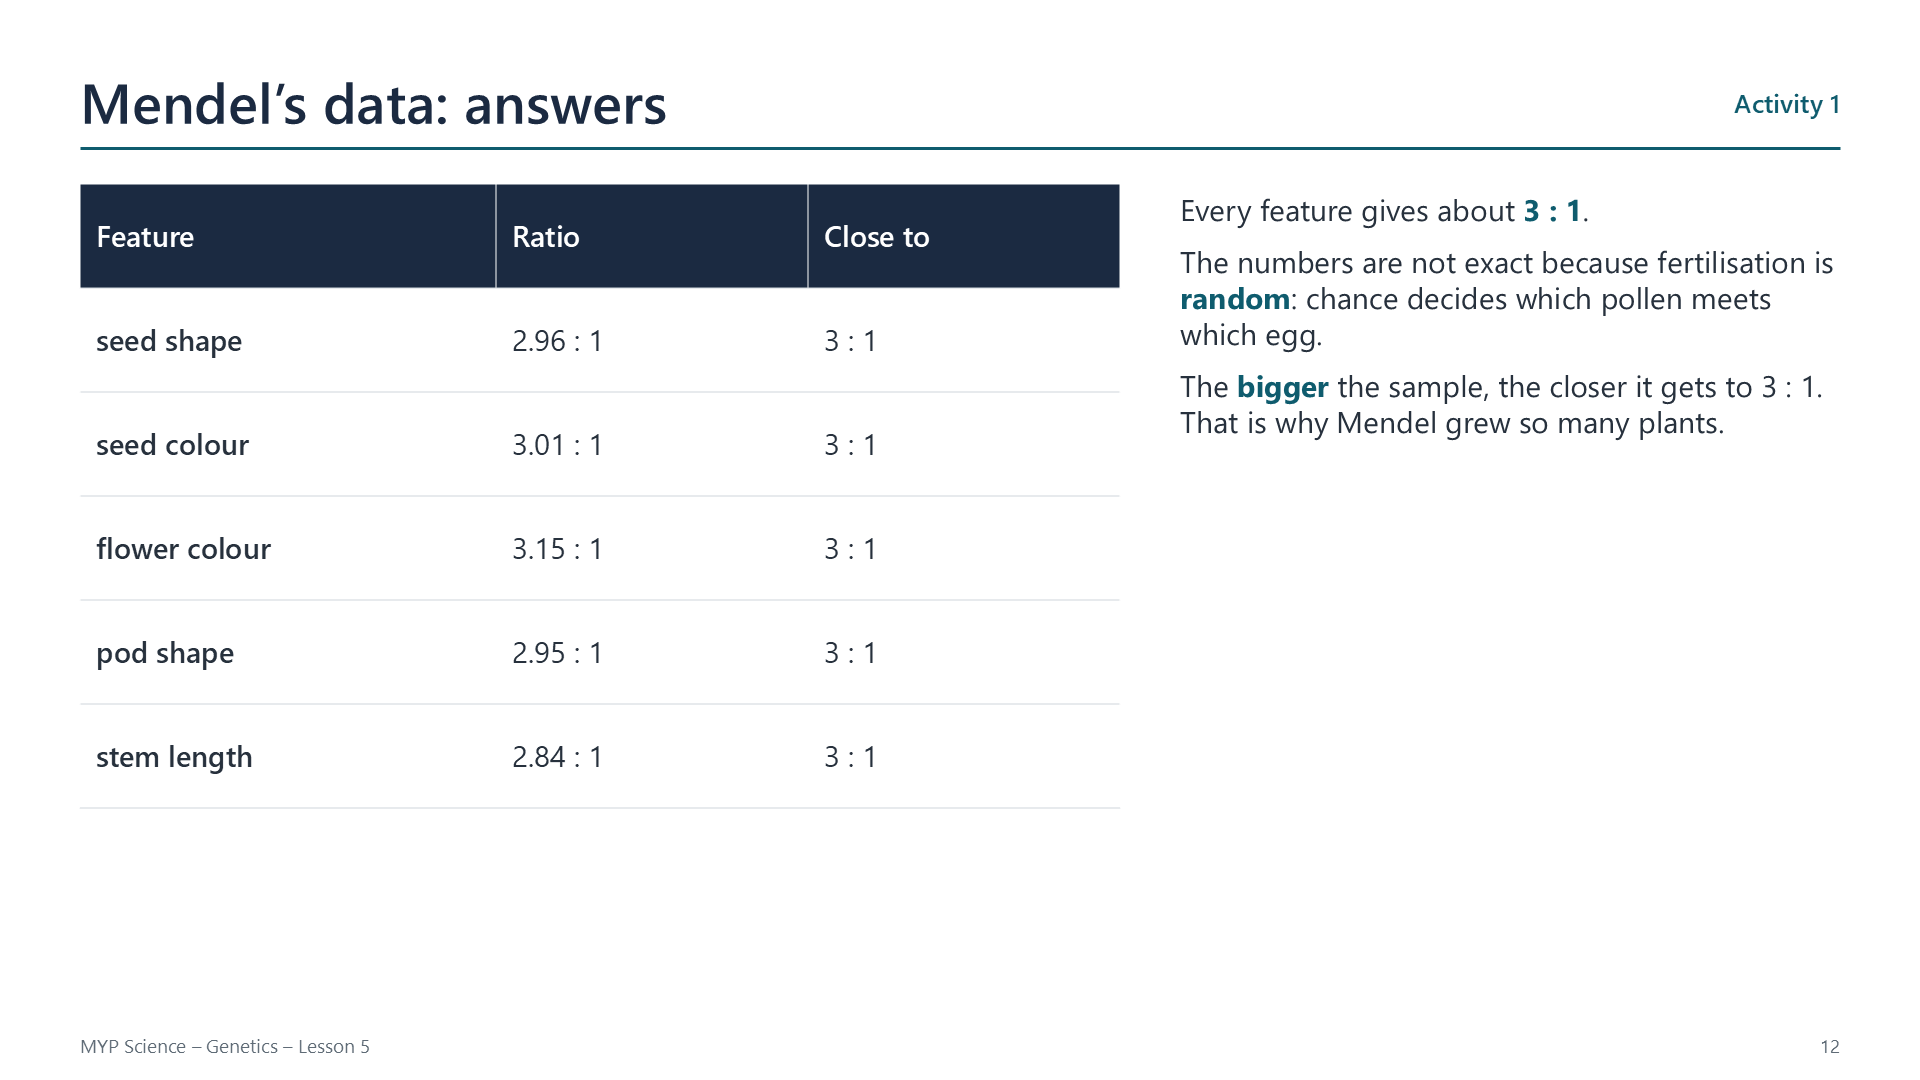 Mendel’s data: answers
Activity 1
Feature Ratio Close to
seed shape 2.96 : 1 3 : 1
seed colour 3.01 : 1 3 : 1
flower colour 3.15 : 1 3 : 1
pod shape 2.95 : 1 3 : 1
stem length 2.84 : 1 3 : 1
Every feature gives about 3 : 1.
The numbers are not exact because fertilisation is
random: chance decides which pollen meets
which egg.
The bigger the sample, the closer it gets to 3 : 1.
That is why Mendel grew so many plants.
MYP Science – Genetics – Lesson 5
12